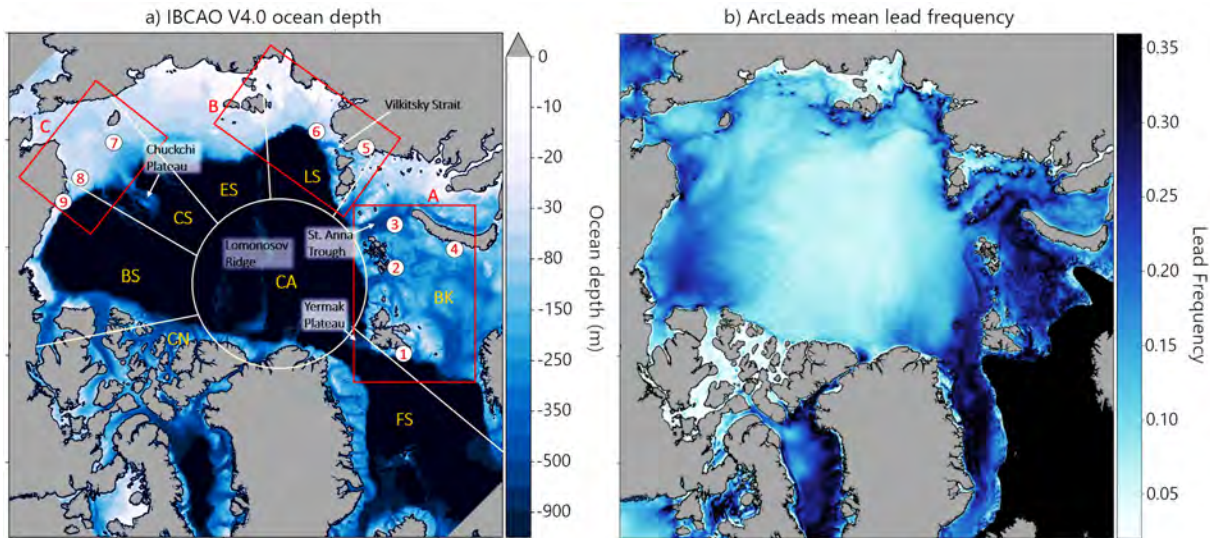 a) IBCAO V4.0 ocean depth
b) ArcLeads mean lead frequency
B
C
A
Vilkitsky Strait
Chuckchi
Plateau
St. Anna
Trough
Lomonosov
Ridge
Yermak
Plateau
1
2
3
4
5
6
7
8
9
LS
ES
CS
BS
CA
BK
CN
FS
0
-10
-20
-30
-80
-150
-250
-350
-500
-900
Ocean depth (m)
0.35
0.30
0.25
0.20
0.15
0.10
0.05
Lead Frequency